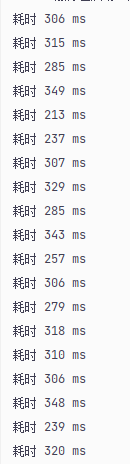 耗时 306 ms
耗时 315 ms
耗时 285 ms
耗时 349 ms
耗时 213 ms
耗时 237 ms
耗时 307 ms
耗时 329 ms
耗时 285 ms
耗时 343 ms
耗时 257 ms
耗时 306 ms
耗时 279 ms
耗时 318 ms
耗时 310 ms
耗时 306 ms
耗时 348 ms
耗时 239 ms
耗时 320 ms